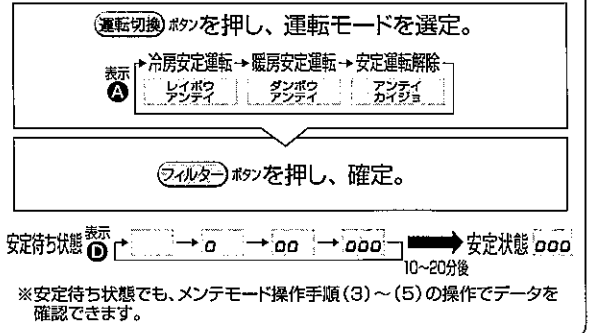 運転切換 ボタンを押し、運転モードを選定。
表示 A 冷房安定運転→暖房安定運転→安定運転解除
レイボウ アンテイ ダンボウ アンテイ アンテイ カイジョ
フィルター ボタンを押し、確定。
安定待ち状態 表示 D → o → oo → ooo 安定状態 ooo
10~20分後
※安定待ち状態でも、メンテモード操作手順(3)~(5)の操作でデータを
確認できます。